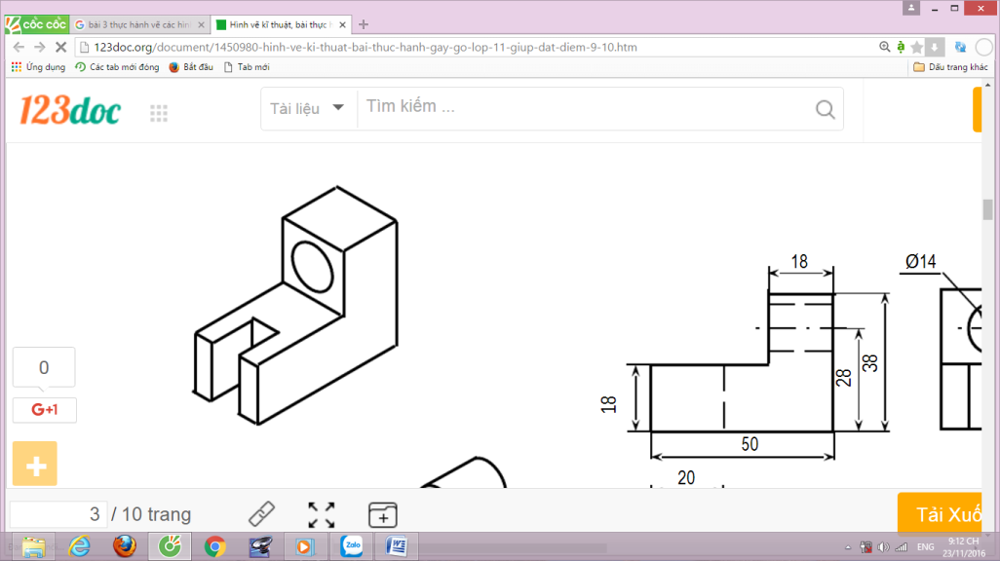 cốc cốc
bài 3 thực hành vẽ các hìn
Hình vẽ kĩ thuật, bài thực h
123doc.org/document/1450980-hinh-ve-ki-thuat-bai-thuc-hanh-gay-go-lop-11-giup-dat-diem-9-10.htm
Ứng dụng
Các tab mới đóng
Bắt đầu
Tab mới
Dấu trang khác
123doc
Tài liệu
Tìm kiếm ...
18
Ø14
0
G+1
18
28
38
50
20
3 / 10 trang
Tải Xuố
Zalo
ENG
9:12 CH
23/11/2016